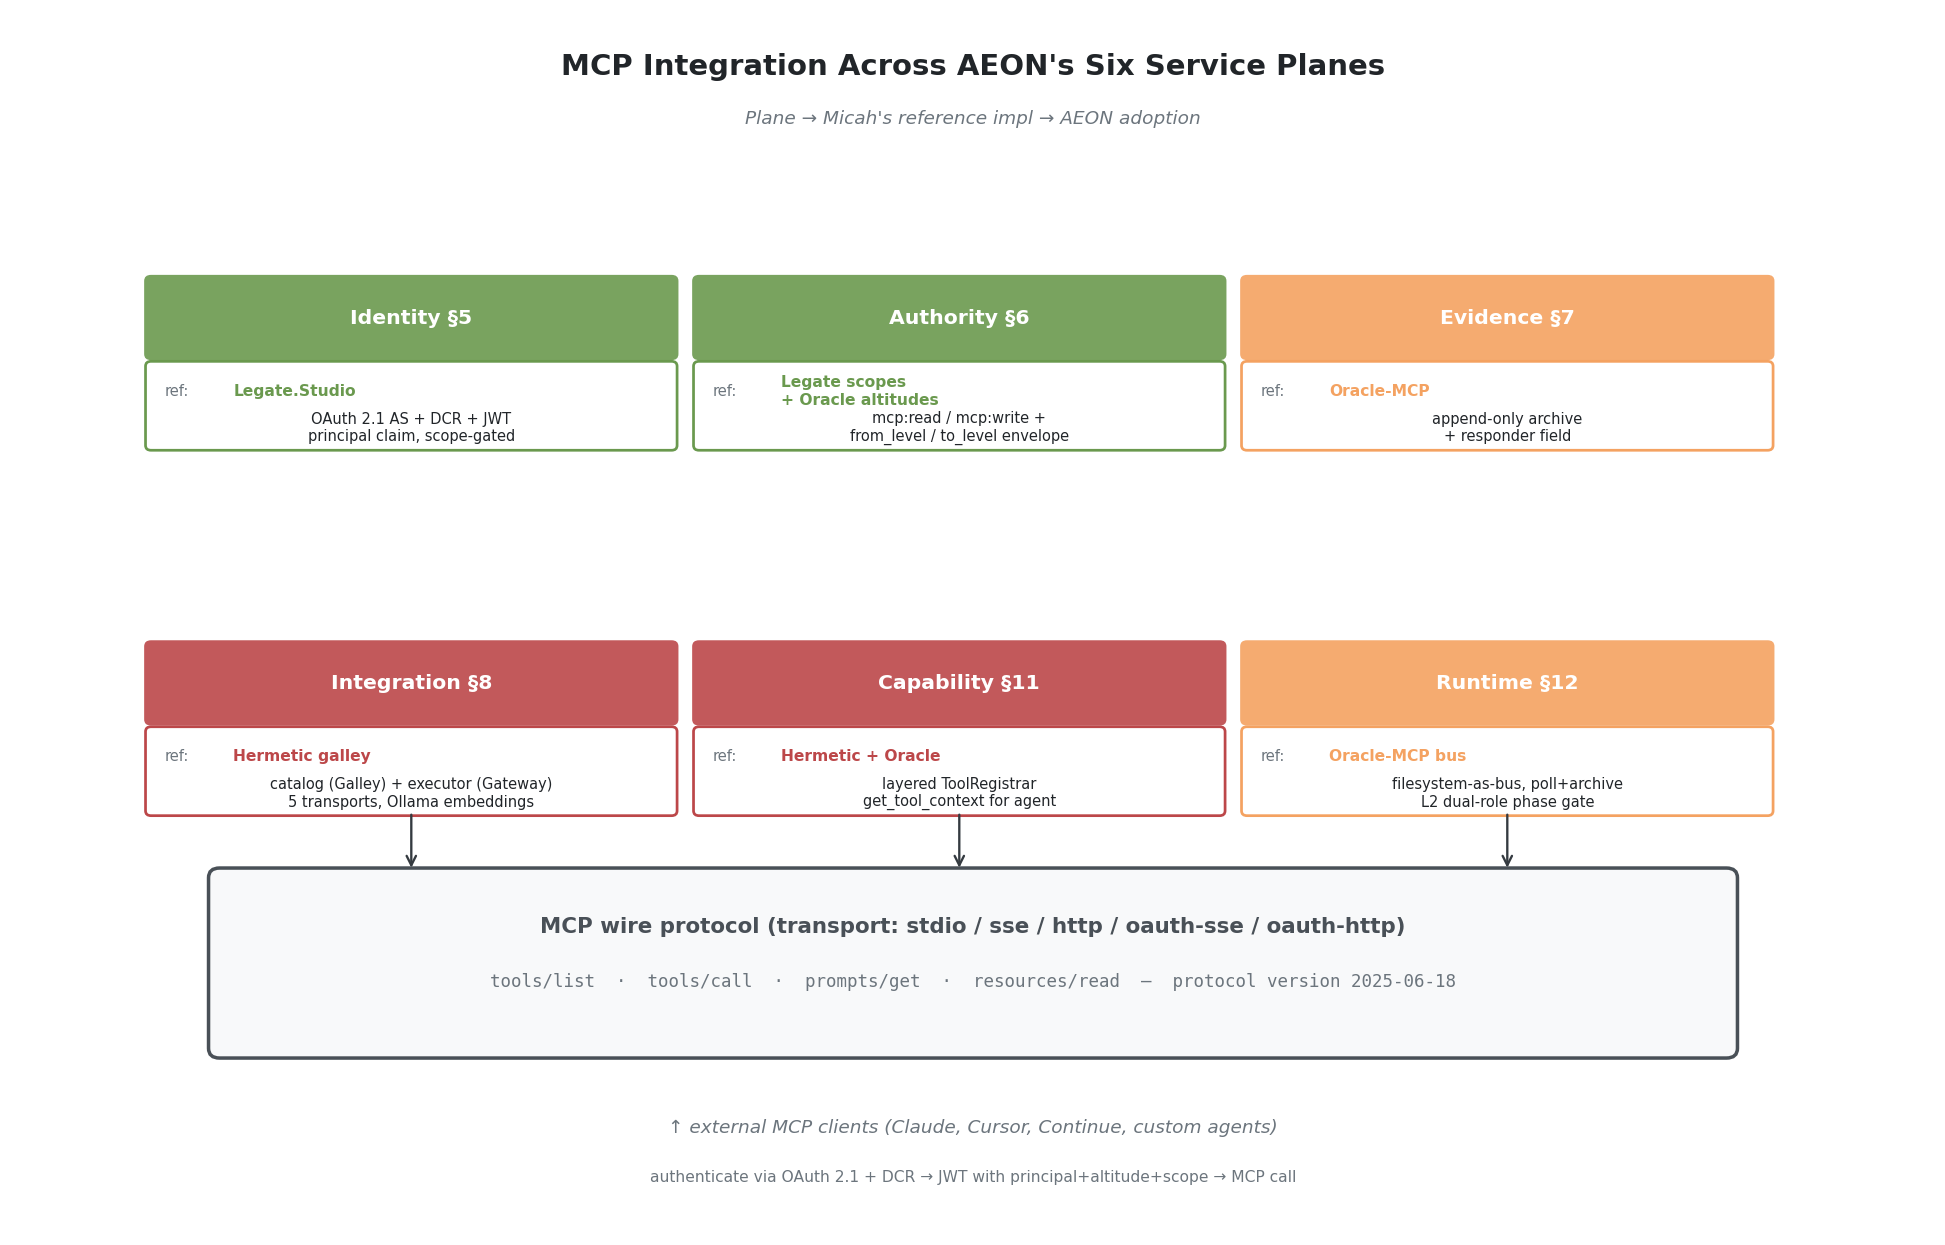 MCP Integration Across AEON's Six Service Planes
Plane → Micah's reference impl → AEON adoption
Identity §5
ref: Legate.Studio
OAuth 2.1 AS + DCR + JWT
principal claim, scope-gated
Authority §6
ref: Legate scopes
+ Oracle altitudes
mcp:read / mcp:write +
from_level / to_level envelope
Evidence §7
ref: Oracle-MCP
append-only archive
+ responder field
Integration §8
ref: Hermetic galley
catalog (Galley) + executor (Gateway)
5 transports, Ollama embeddings
Capability §11
ref: Hermetic + Oracle
layered ToolRegistrar
get_tool_context for agent
Runtime §12
ref: Oracle-MCP bus
filesystem-as-bus, poll+archive
L2 dual-role phase gate
MCP wire protocol (transport: stdio / sse / http / oauth-sse / oauth-http)
tools/list · tools/call · prompts/get · resources/read — protocol version 2025-06-18
↑ external MCP clients (Claude, Cursor, Continue, custom agents)
authenticate via OAuth 2.1 + DCR → JWT with principal+altitude+scope → MCP call